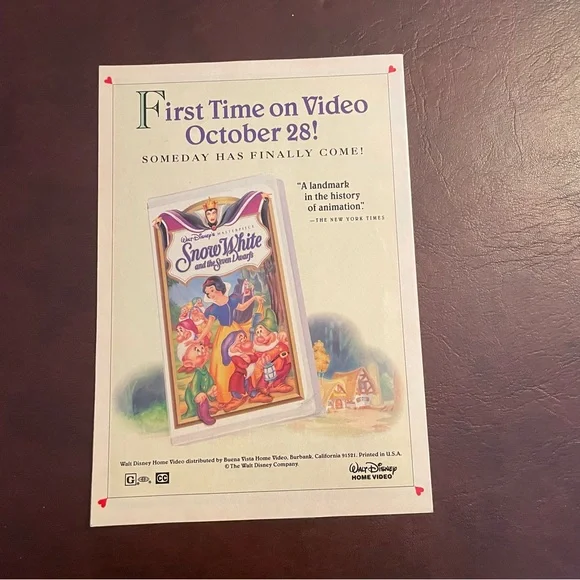 First Time on Video
October 28!
SOMEDAY HAS FINALLY COME!
"A landmark
in the history
of animation."
—THE NEW YORK TIMES
WALT DISNEY'S MASTERPIECE
Snow White
and the Seven Dwarfs
Walt Disney Home Video distributed by Buena Vista Home Video, Burbank, California 91521. Printed in U.S.A.
© The Walt Disney Company.
G CC
WALT DISNEY
HOME VIDEO